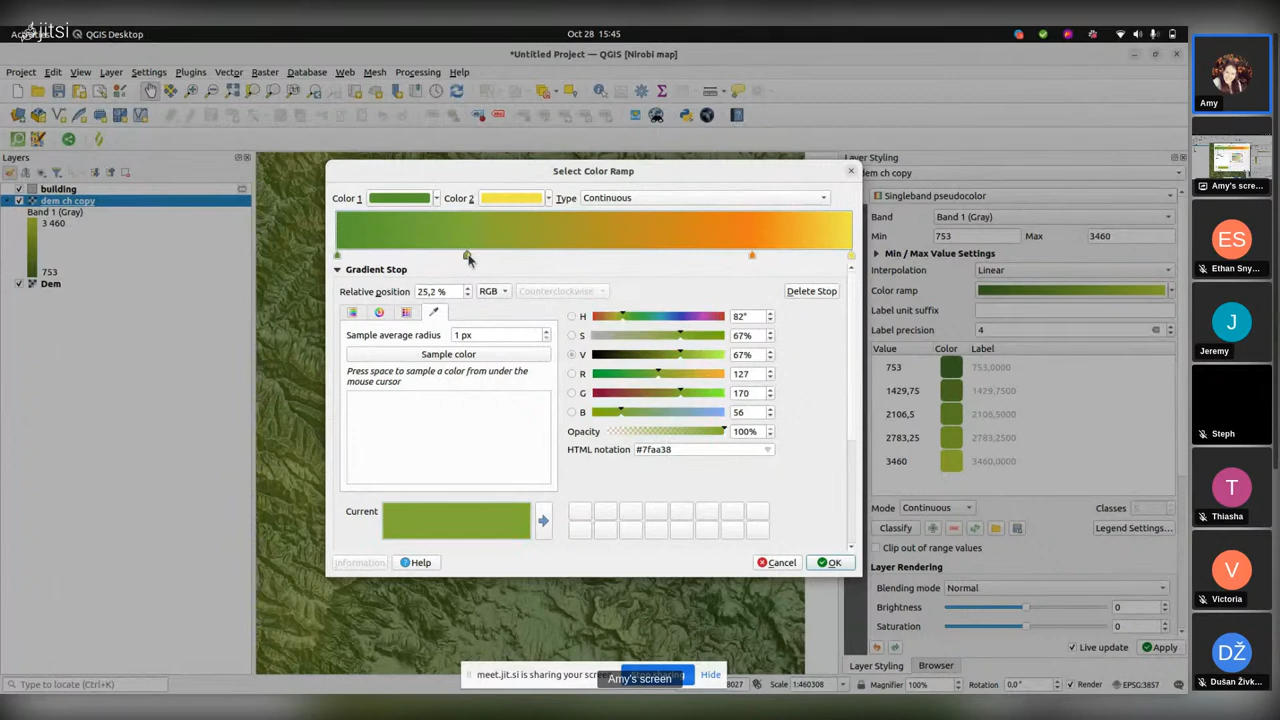 jitsi
QGIS Desktop
Oct 28 15:45
*Untitled Project — QGIS [Nirobi map]
Project Edit View Layer Settings Plugins Vector Raster Database Web Mesh Processing Help
Layers
building
dem ch copy
Band 1 (Gray)
3 460
753
Dem
Select Color Ramp
Color 1
Color 2
Type
Continuous
Gradient Stop
Relative position
25,2 %
RGB
Counterclockwise
Delete Stop
Sample average radius
1 px
Sample color
Press space to sample a color from under the
mouse cursor
H
82°
S
67%
V
67%
R
127
G
170
B
56
Opacity
100%
HTML notation
#7faa38
Current
Information
Help
Cancel
OK
Layer Styling
dem ch copy
Singleband pseudocolor
Band
Band 1 (Gray)
Min
753
Max
3460
Min / Max Value Settings
Interpolation
Linear
Color ramp
Label unit suffix
Label precision
4
Value Color Label
753 753,0000
1429,75 1429,7500
2106,5 2106,5000
2783,25 2783,2500
3460 3460,0000
Mode
Continuous
Classes
5
Classify
Legend Settings...
Clip out of range values
Layer Rendering
Blending mode
Normal
Brightness
0
Saturation
0
Live update
Apply
Layer Styling
Browser
Type to locate (Ctrl+K)
meet.jit.si is sharing your
Hide
Amy's screen
8027
Scale
1:460308
Magnifier
100%
Rotation
0,0 °
Render
EPSG:3857
Amy
Amy's scre...
ES
Ethan Sny...
J
Jeremy
Steph
T
Thiasha
V
Victoria
DŽ
Dušan Živk...